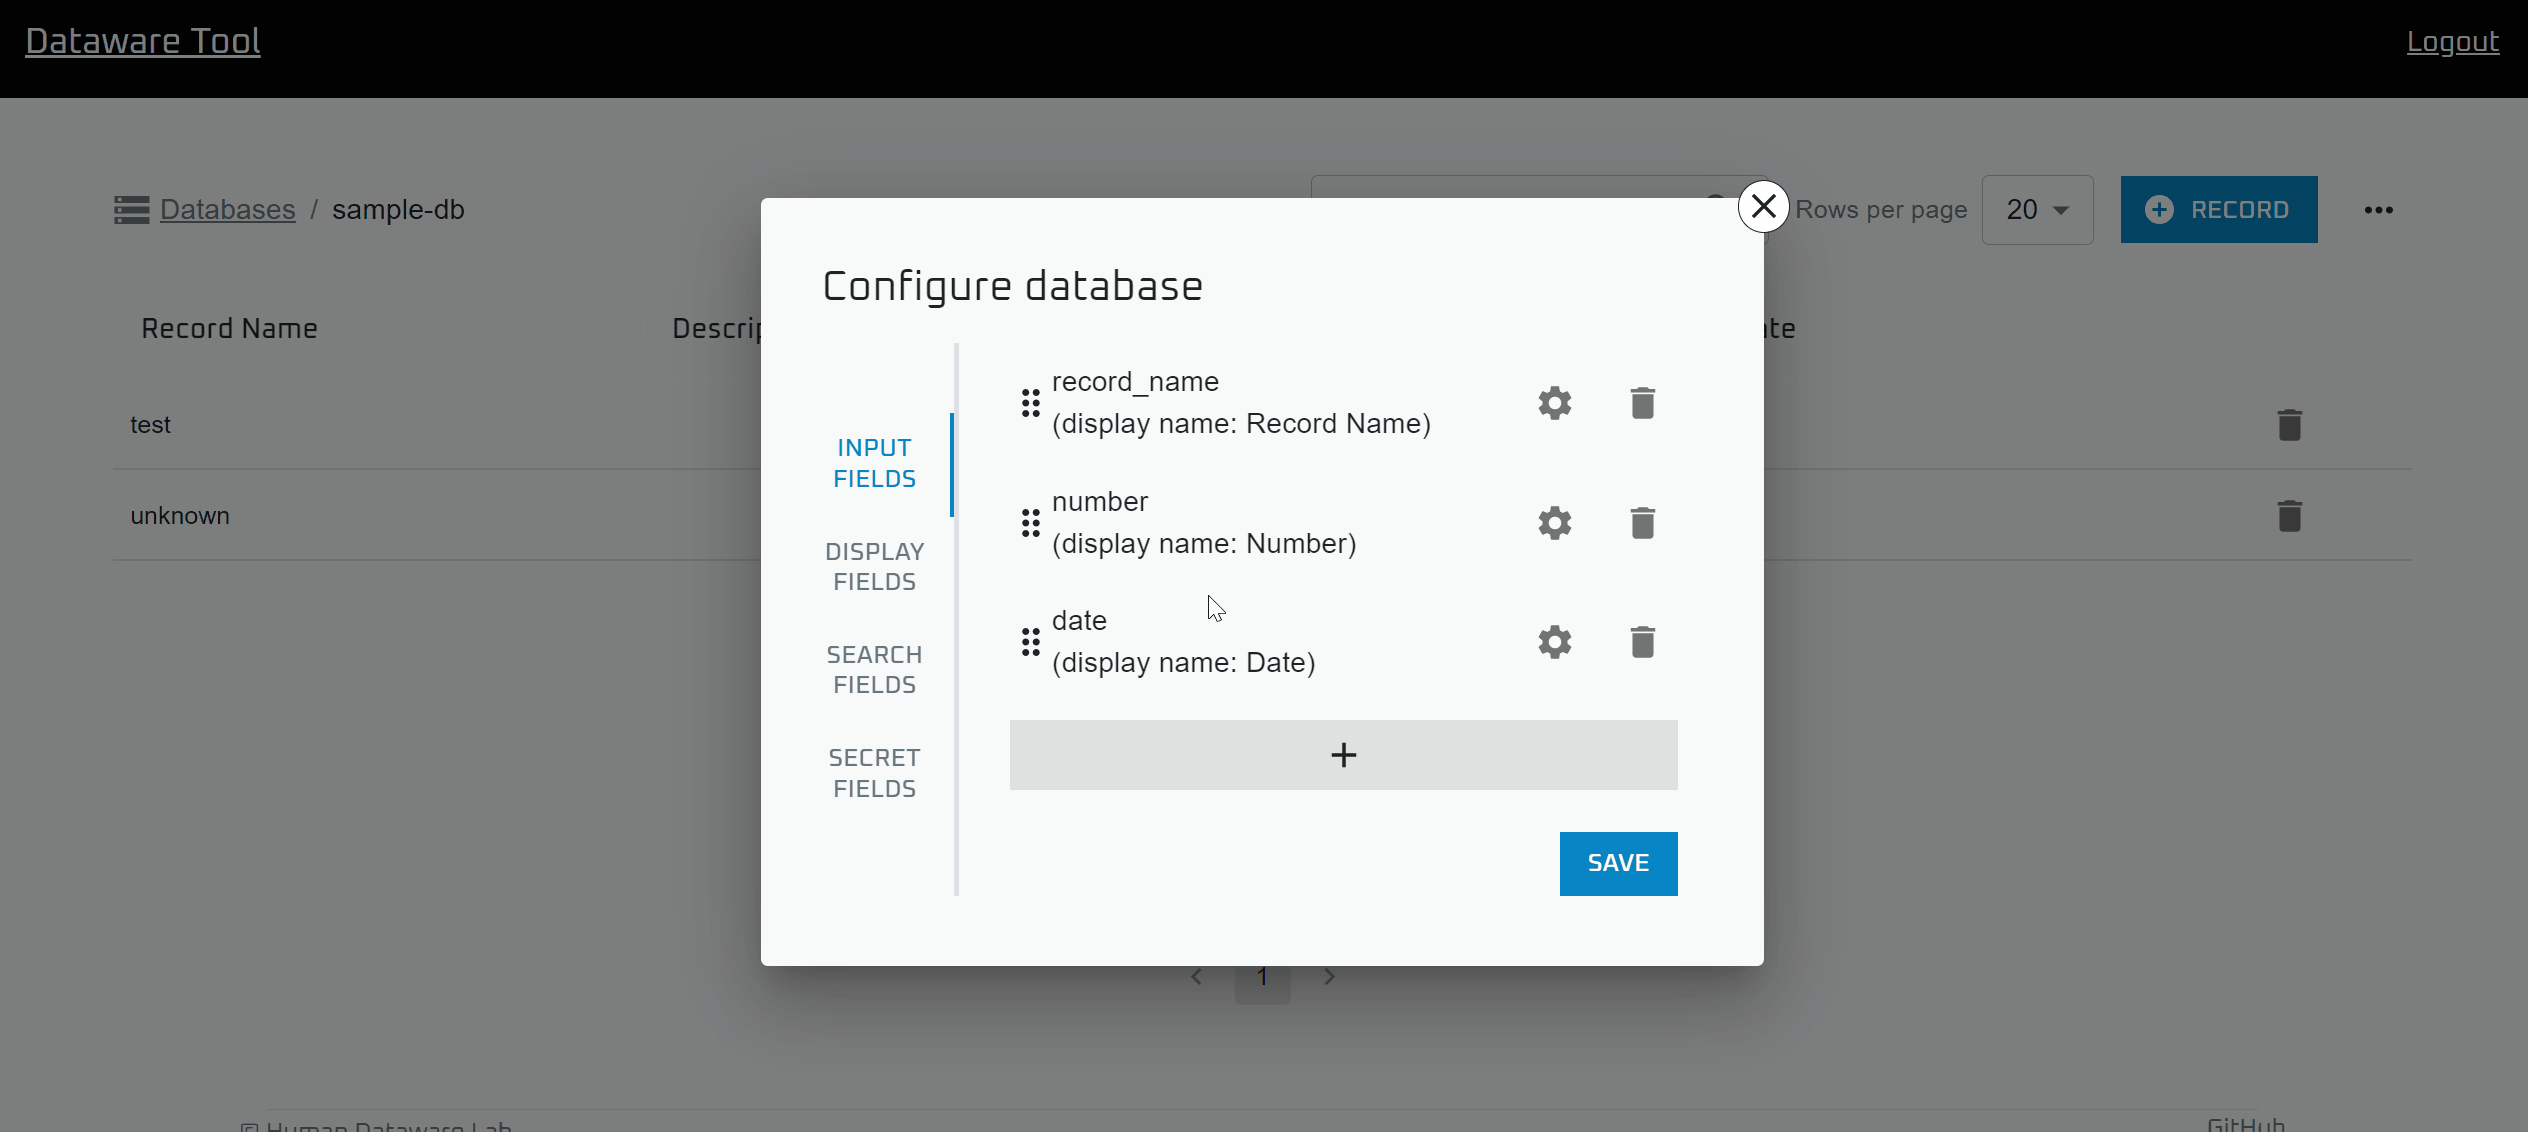 Dataware Tool
Logout
Databases / sample-db
Rows per page
20
RECORD
Configure database
Record Name
test
unknown
INPUT
FIELDS
DISPLAY
FIELDS
SEARCH
FIELDS
SECRET
FIELDS
record_name
(display name: Record Name)
number
(display name: Number)
date
(display name: Date)
+
SAVE
1
© Human Dataware Lab
GitHub